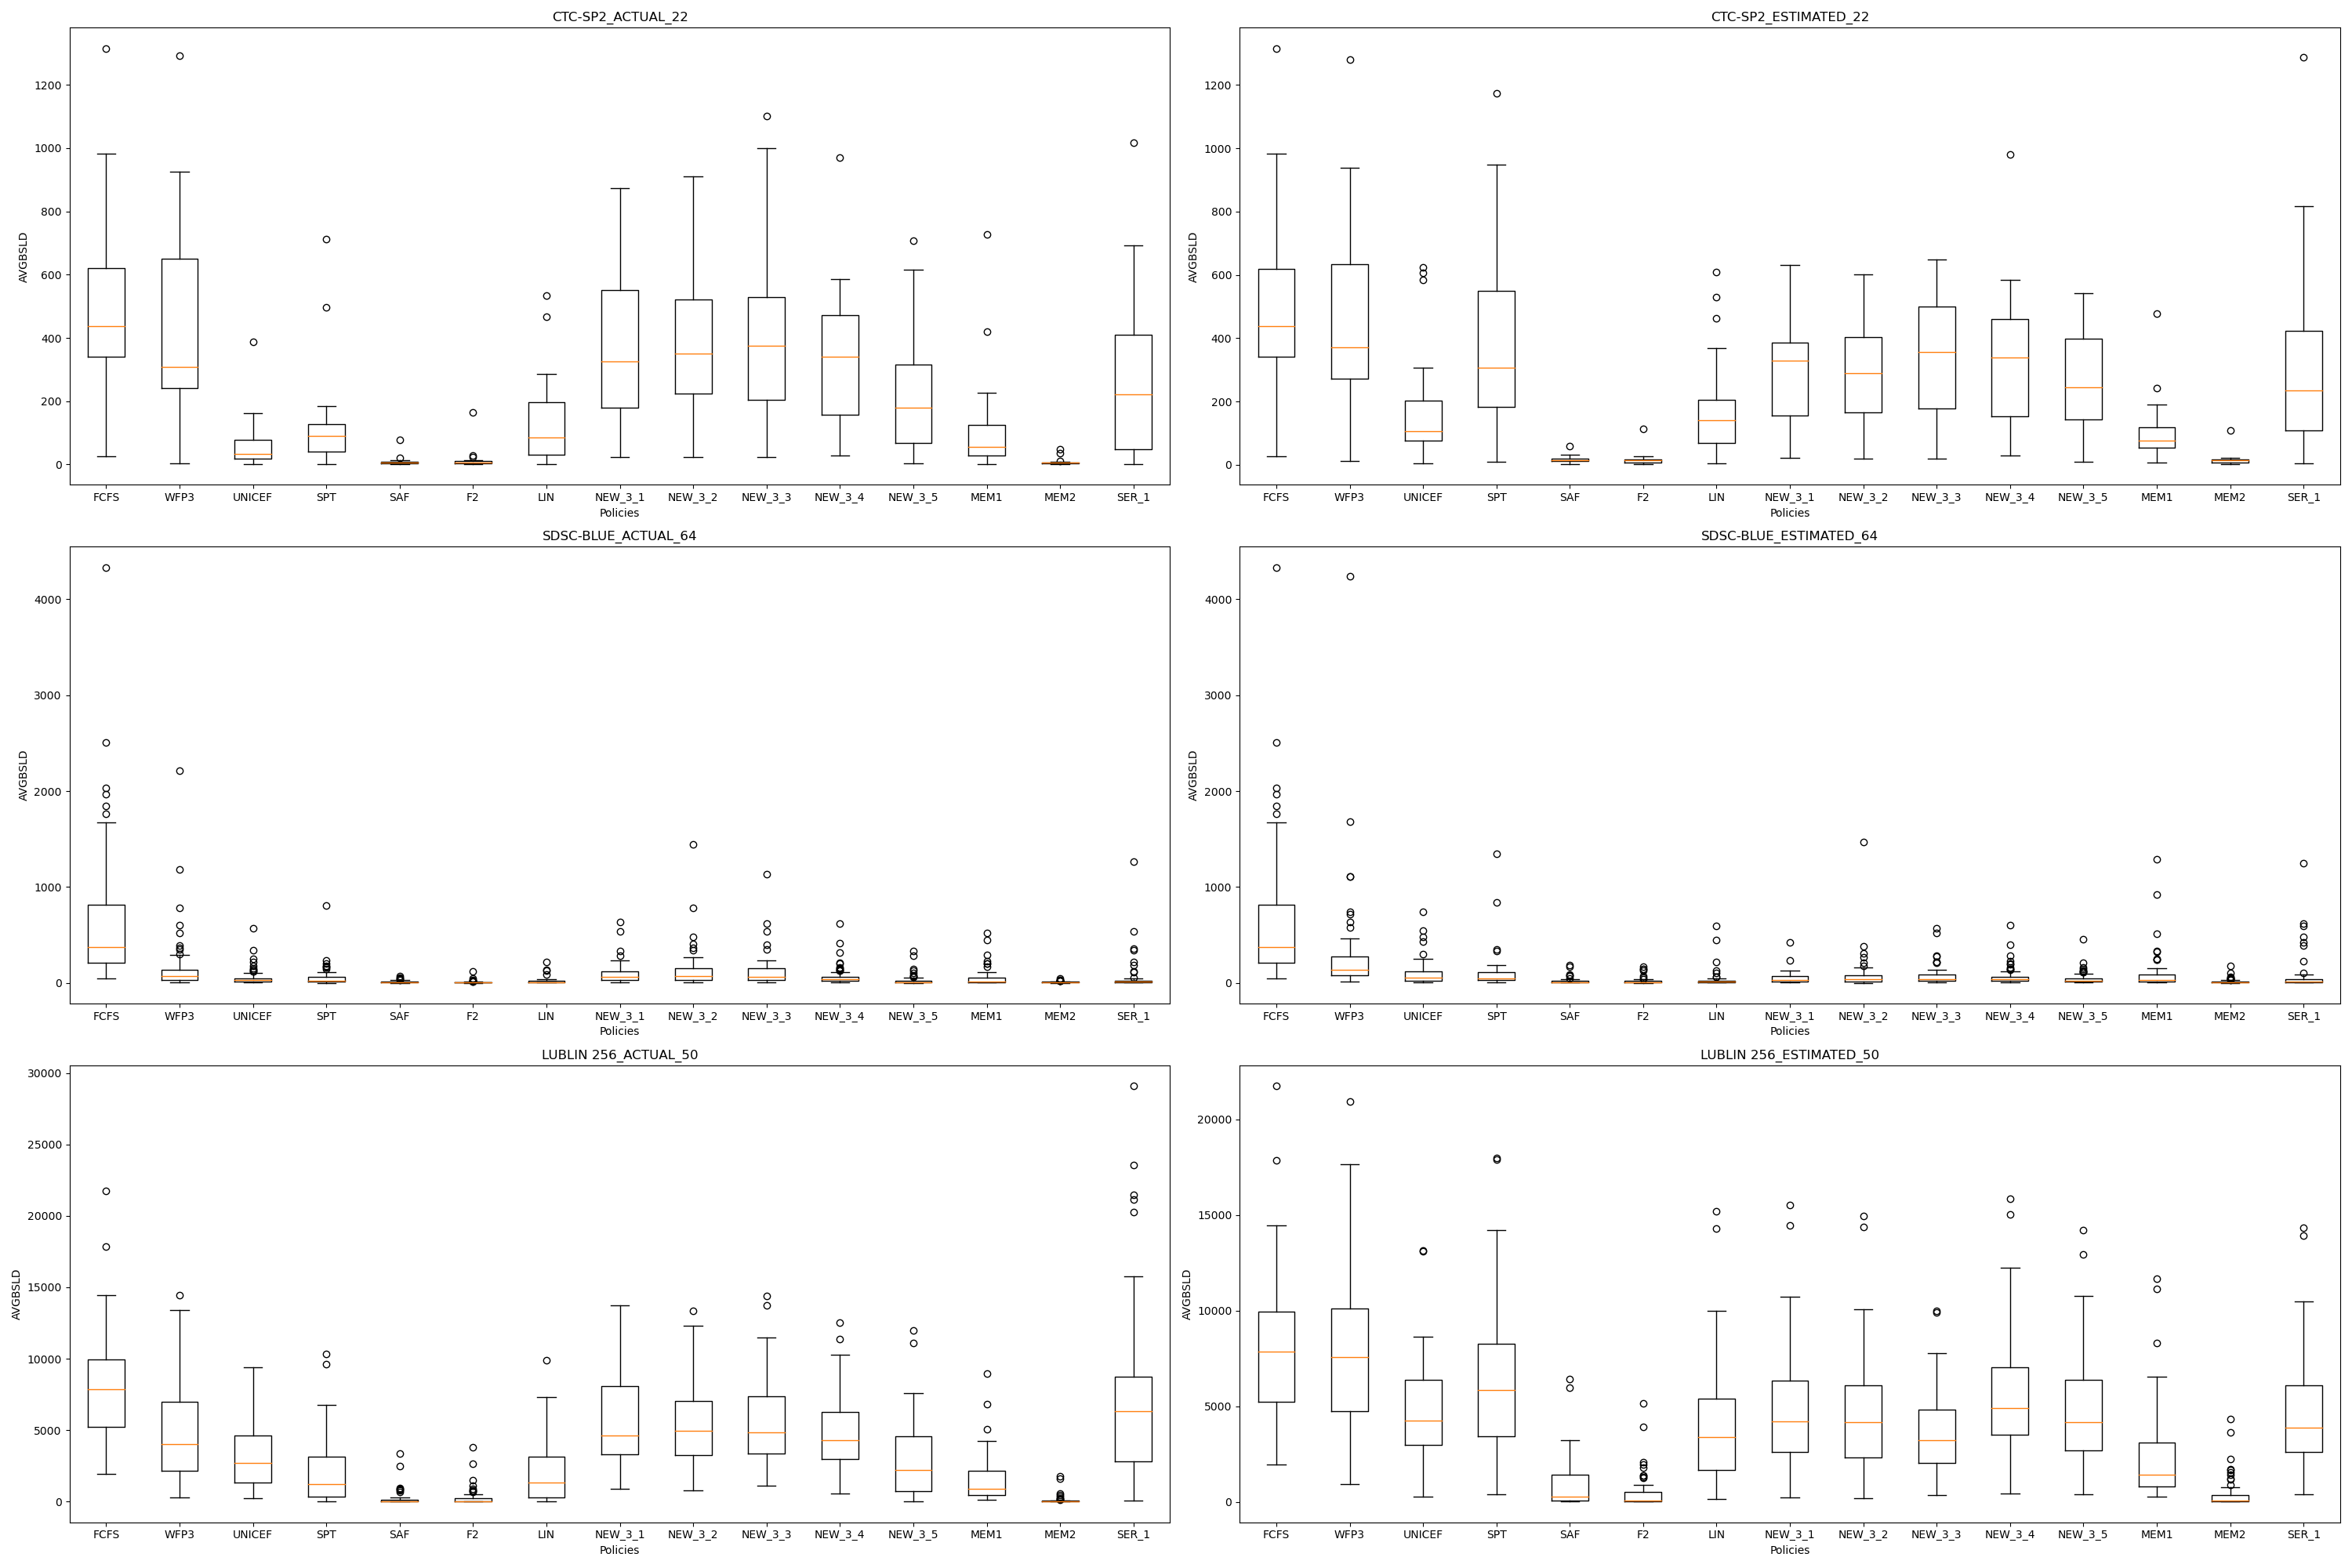 CTC-SP2_ACTUAL_22
1200
1000
800
600
400
200
0
AVGBSLD
FCFS WFP3 UNICEF SPT SAF F2 LIN NEW_3_1 NEW_3_2 NEW_3_3 NEW_3_4 NEW_3_5 MEM1 MEM2 SER_1
Policies
CTC-SP2_ESTIMATED_22
1200
1000
800
600
400
200
0
AVGBSLD
FCFS WFP3 UNICEF SPT SAF F2 LIN NEW_3_1 NEW_3_2 NEW_3_3 NEW_3_4 NEW_3_5 MEM1 MEM2 SER_1
Policies
SDSC-BLUE_ACTUAL_64
4000
3000
2000
1000
0
AVGBSLD
FCFS WFP3 UNICEF SPT SAF F2 LIN NEW_3_1 NEW_3_2 NEW_3_3 NEW_3_4 NEW_3_5 MEM1 MEM2 SER_1
Policies
SDSC-BLUE_ESTIMATED_64
4000
3000
2000
1000
0
AVGBSLD
FCFS WFP3 UNICEF SPT SAF F2 LIN NEW_3_1 NEW_3_2 NEW_3_3 NEW_3_4 NEW_3_5 MEM1 MEM2 SER_1
Policies
LUBLIN 256_ACTUAL_50
30000
25000
20000
15000
10000
5000
0
AVGBSLD
FCFS WFP3 UNICEF SPT SAF F2 LIN NEW_3_1 NEW_3_2 NEW_3_3 NEW_3_4 NEW_3_5 MEM1 MEM2 SER_1
Policies
LUBLIN 256_ESTIMATED_50
20000
15000
10000
5000
0
AVGBSLD
FCFS WFP3 UNICEF SPT SAF F2 LIN NEW_3_1 NEW_3_2 NEW_3_3 NEW_3_4 NEW_3_5 MEM1 MEM2 SER_1
Policies